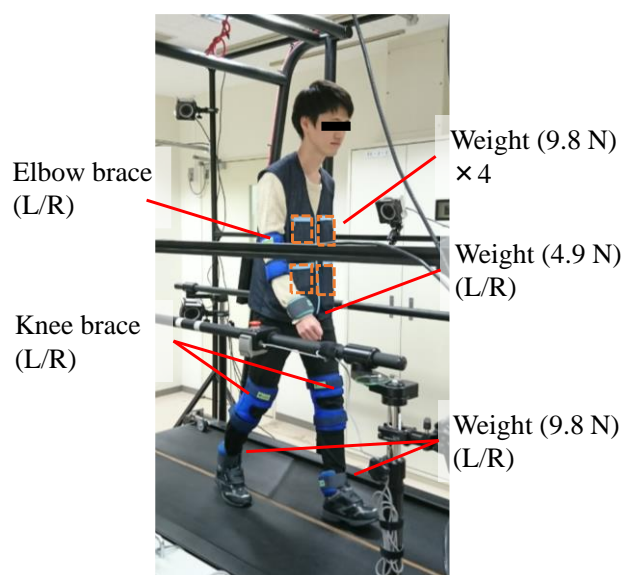 Elbow brace
(L/R)
Knee brace
(L/R)
Weight (9.8 N)
×4
Weight (4.9 N)
(L/R)
Weight (9.8 N)
(L/R)